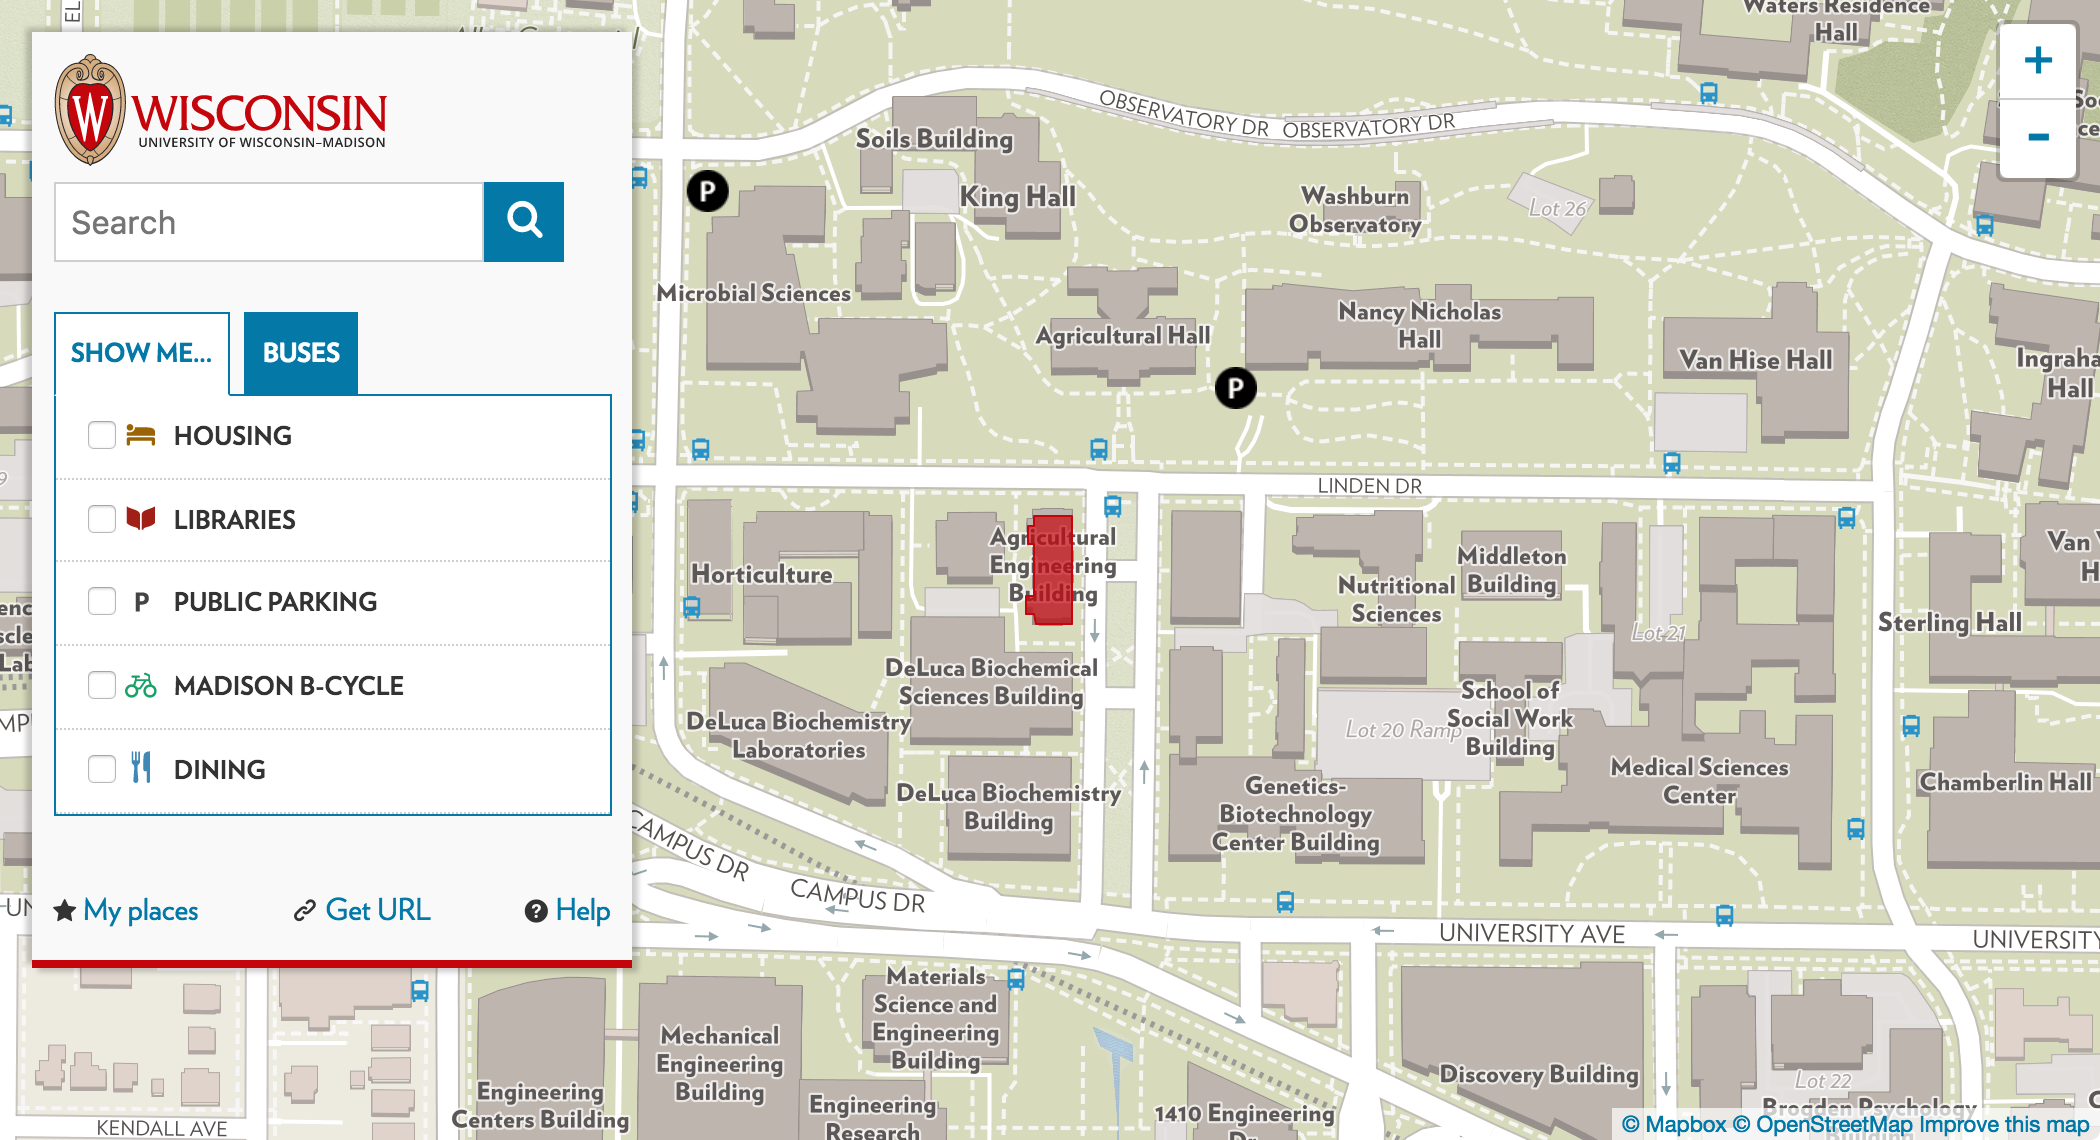 WISCONSIN
UNIVERSITY OF WISCONSIN–MADISON
Search
SHOW ME...
BUSES
HOUSING
LIBRARIES
P PUBLIC PARKING
MADISON B-CYCLE
DINING
My places
Get URL
? Help
Waters Residence
Hall
+
-
OBSERVATORY DR
OBSERVATORY DR
Soils Building
King Hall
P
Washburn
Observatory
Lot 26
Microbial Sciences
Agricultural Hall
Nancy Nicholas
Hall
Van Hise Hall
Hall
P
LINDEN DR
Agricultural
Engineering
Building
Horticulture
Nutritional
Sciences
Middleton
Building
Lot 21
Sterling Hall
Van
DeLuca Biochemical
Sciences Building
DeLuca Biochemistry
Laboratories
School of
Social Work
Building
Lot 20 Ramp
Medical Sciences
Center
Chamberlin Hall
DeLuca Biochemistry
Building
Genetics-
Biotechnology
Center Building
CAMPUS DR
CAMPUS DR
UNIVERSITY AVE
UNIVERSITY
Materials
Science and
Engineering
Building
Mechanical
Engineering
Building
Engineering
Centers Building
Engineering
Research
1410 Engineering
Dr
Discovery Building
Lot 22
Brogden Psychology
Building
KENDALL AVE
© Mapbox © OpenStreetMap Improve this map